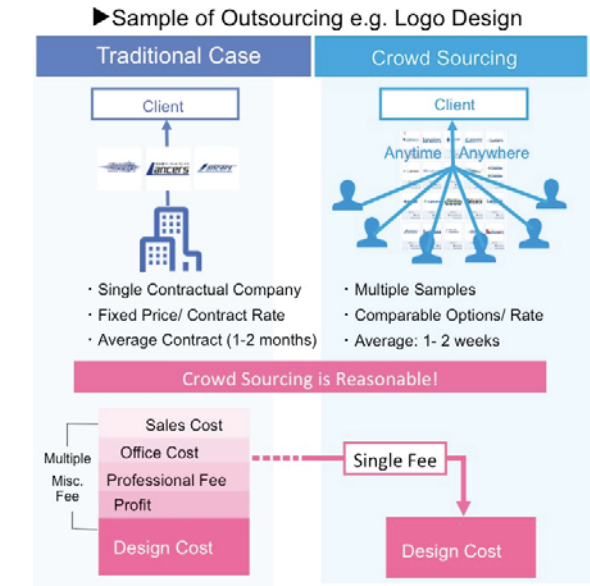 ▶Sample of Outsourcing e.g. Logo Design
Traditional Case
Crowd Sourcing
Client
Client
Lancers
Anytime Anywhere
・Single Contractual Company
・Fixed Price/ Contract Rate
・Average Contract (1-2 months)
・Multiple Samples
・Comparable Options/ Rate
・Average: 1- 2 weeks
Crowd Sourcing is Reasonable!
Multiple
Misc.
Fee
Sales Cost
Office Cost
Professional Fee
Profit
Design Cost
Single Fee
Design Cost